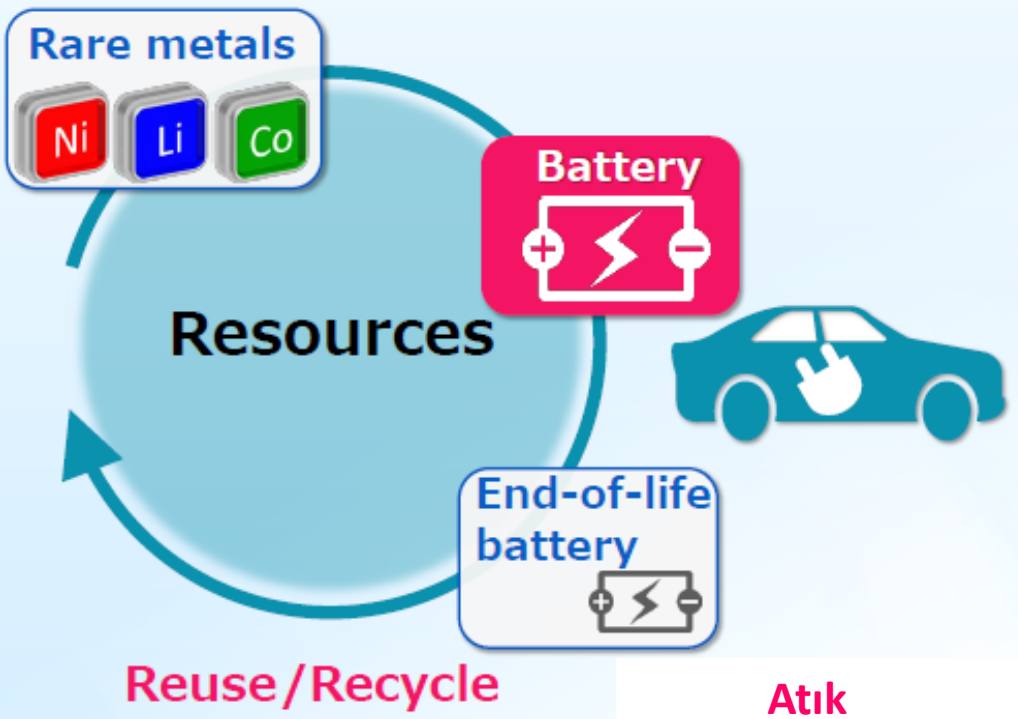 Rare metals
Ni Li Co
Battery
+ −
Resources
End-of-life
battery
+ −
Reuse/Recycle
Atık